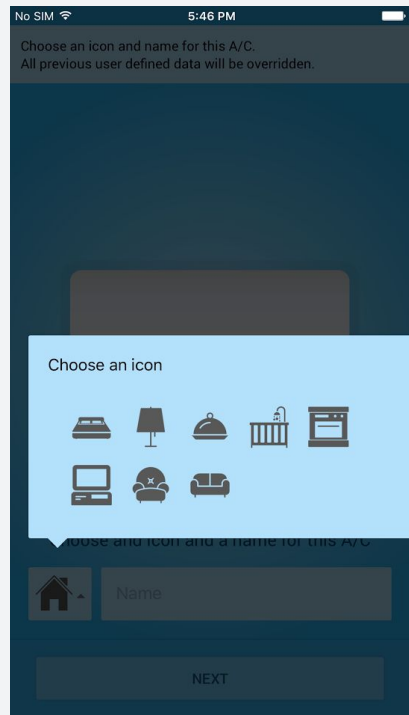 No SIM 5:46 PM
Choose an icon and name for this A/C.
All previous user defined data will be overridden.
Choose an icon
oose and icon and a name for this A/C
Name
NEXT